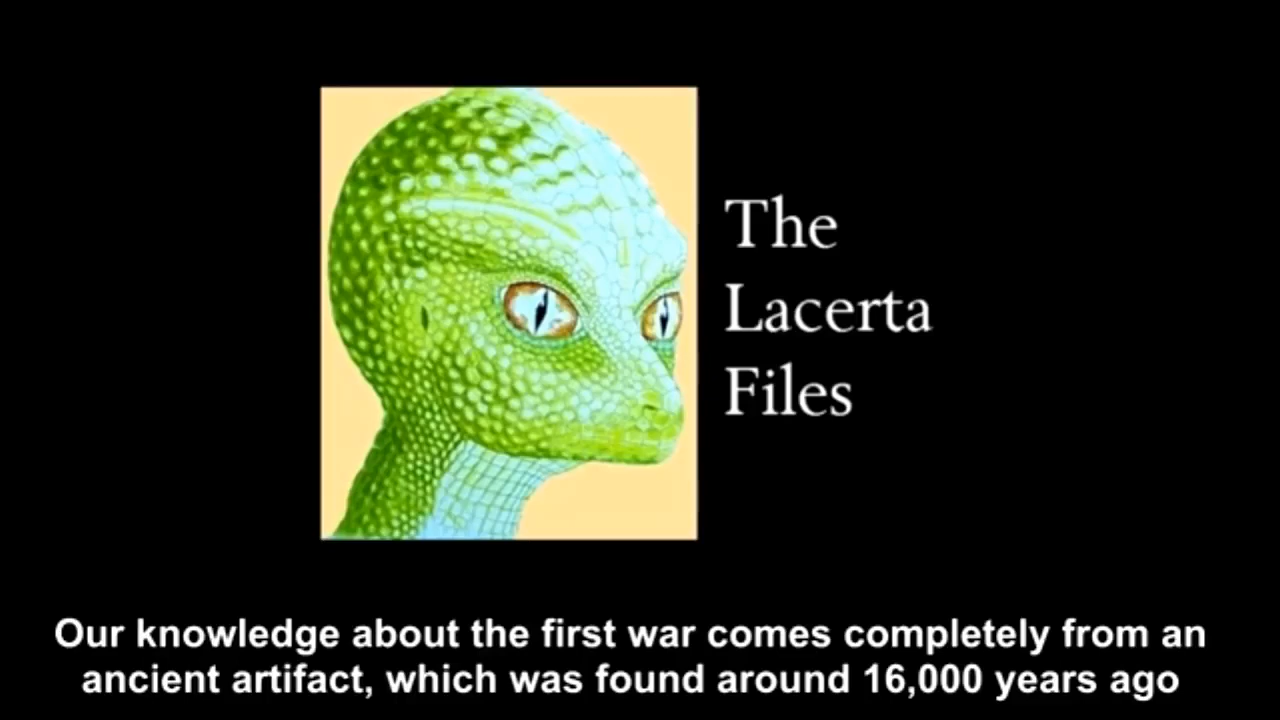 The
Lacerta
Files
Our knowledge about the first war comes completely from an
ancient artifact, which was found around 16,000 years ago